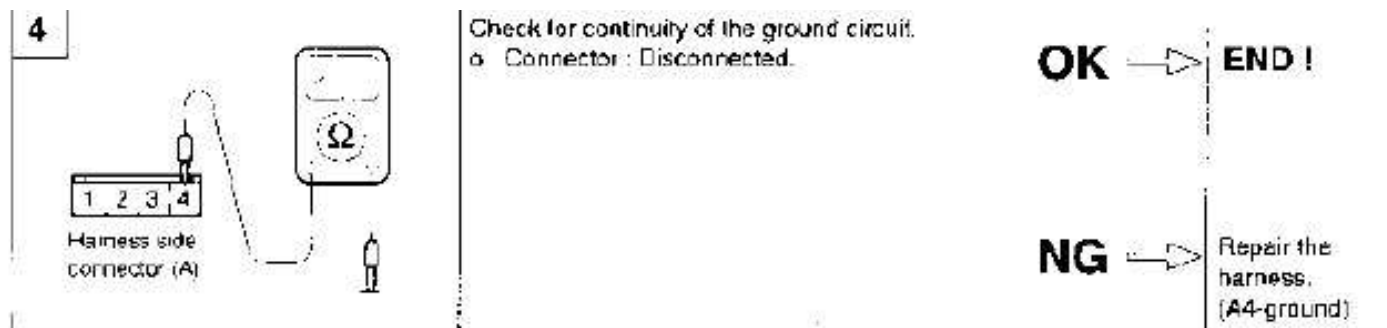 4
Check for continuity of the ground circuit.
o Connector : Disconnected.
OK
END !
Ω
1 2 3 4
Harness side
connector (A)
NG
Repair the
harness.
(A4-ground)